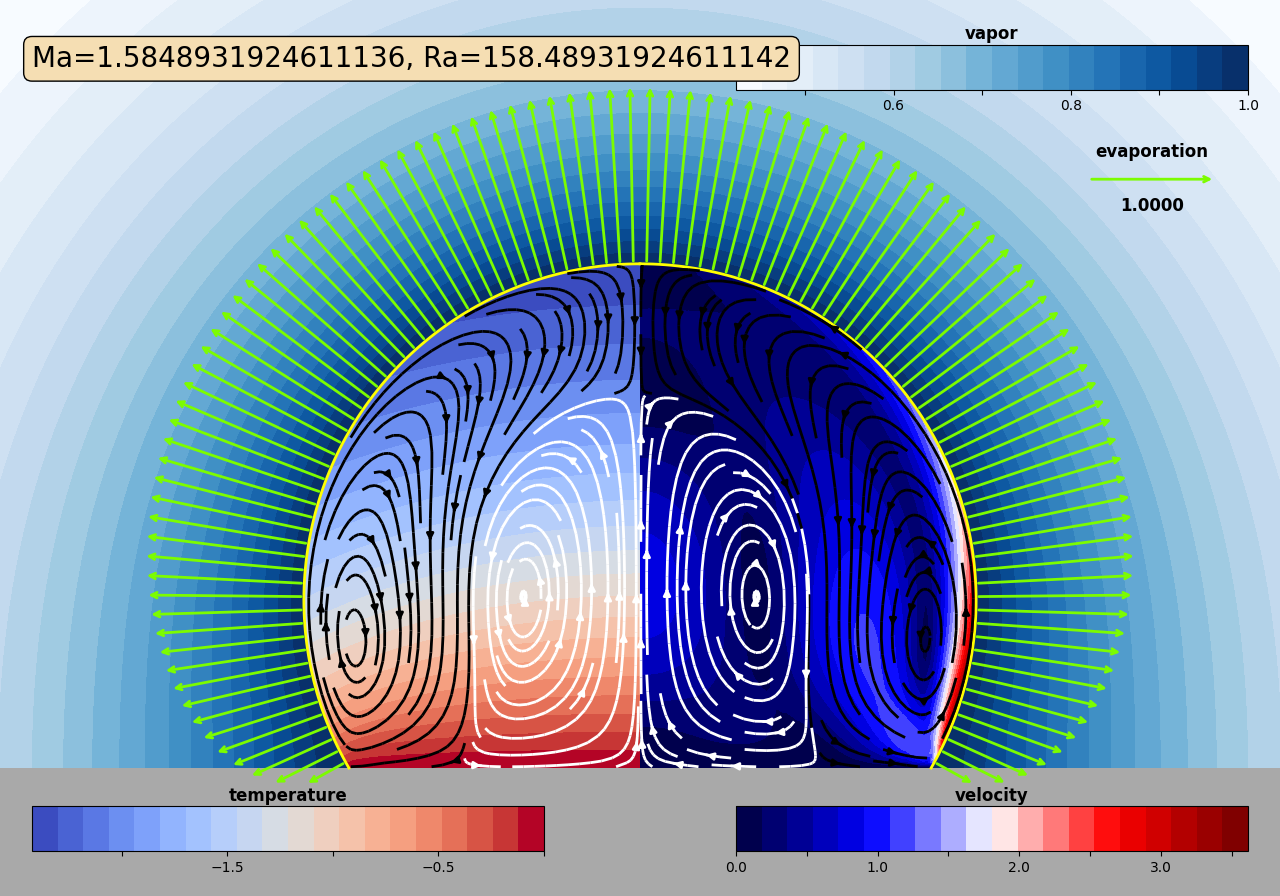 vapor
Ma=1.5848931924611136, Ra=158.48931924611142
0.6 0.8 1.0
evaporation
1.0000
temperature velocity
−1.5 −0.5 0.0 1.0 2.0 3.0